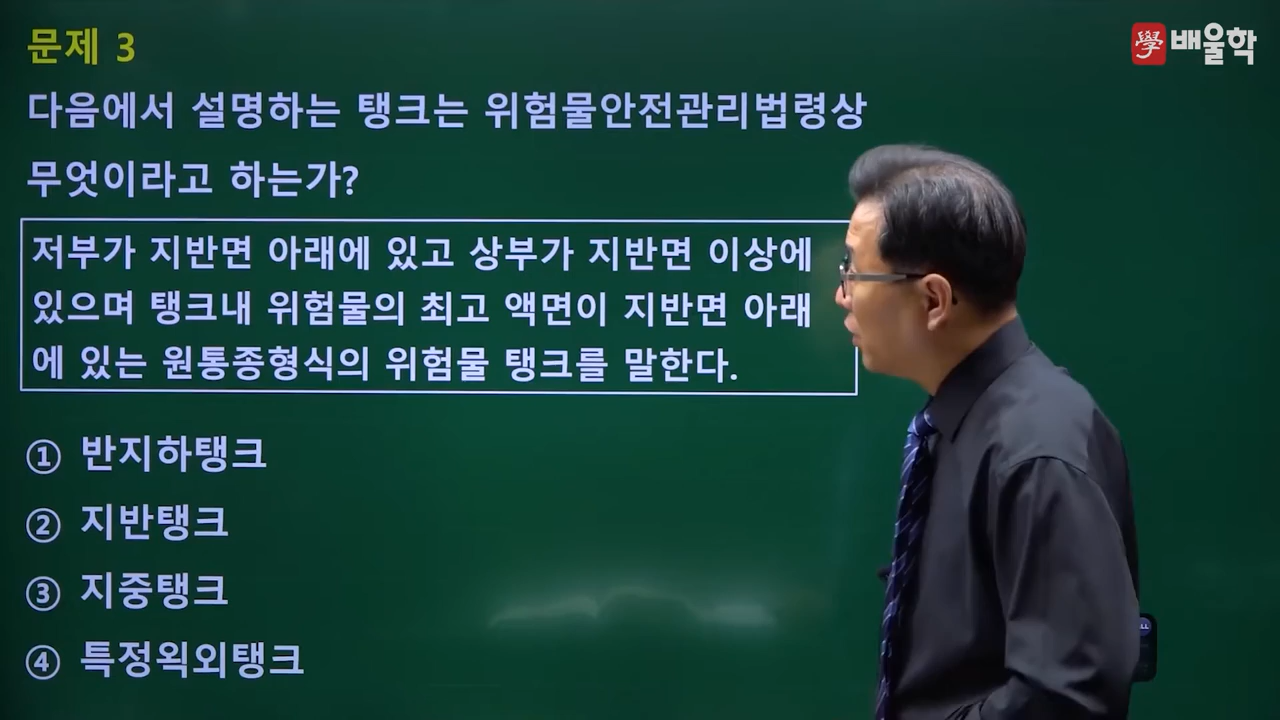 문제 3
學 배울학
다음에서 설명하는 탱크는 위험물안전관리법령상
무엇이라고 하는가?
저부가 지반면 아래에 있고 상부가 지반면 이상에
있으며 탱크내 위험물의 최고 액면이 지반면 아래
에 있는 원통종형식의 위험물 탱크를 말한다.
① 반지하탱크
② 지반탱크
③ 지중탱크
④ 특정옥외탱크